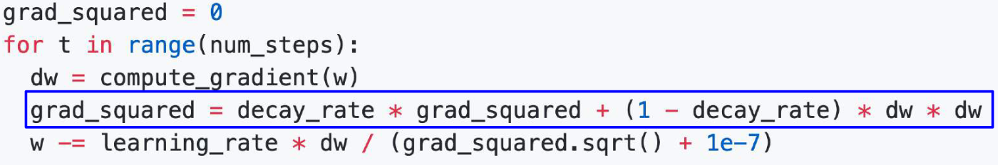 grad_squared = 0
for t in range(num_steps):
  dw = compute_gradient(w)
  grad_squared = decay_rate * grad_squared + (1 - decay_rate) * dw * dw
  w -= learning_rate * dw / (grad_squared.sqrt() + 1e-7)